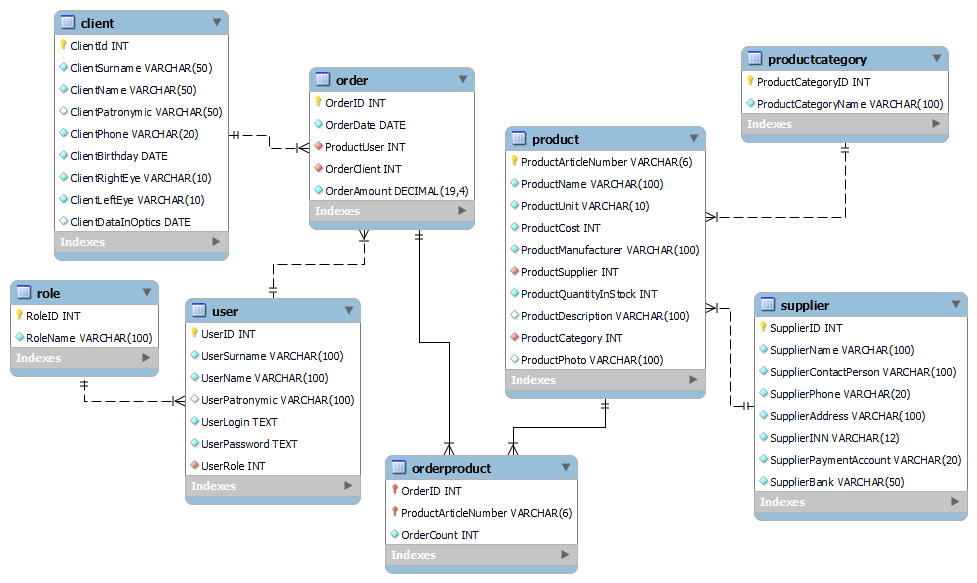 client
ClientId INT
ClientSurname VARCHAR(50)
ClientName VARCHAR(50)
ClientPatronymic VARCHAR(50)
ClientPhone VARCHAR(20)
ClientBirthday DATE
ClientRightEye VARCHAR(10)
ClientLeftEye VARCHAR(10)
ClientDataInOptics DATE
Indexes
order
OrderID INT
OrderDate DATE
ProductUser INT
OrderClient INT
OrderAmount DECIMAL(19,4)
Indexes
product
ProductArticleNumber VARCHAR(6)
ProductName VARCHAR(100)
ProductUnit VARCHAR(10)
ProductCost INT
ProductManufacturer VARCHAR(100)
ProductSupplier INT
ProductQuantityInStock INT
ProductDescription VARCHAR(100)
ProductCategory INT
ProductPhoto VARCHAR(100)
Indexes
productcategory
ProductCategoryID INT
ProductCategoryName VARCHAR(100)
Indexes
role
RoleID INT
RoleName VARCHAR(100)
Indexes
user
UserID INT
UserSurname VARCHAR(100)
UserName VARCHAR(100)
UserPatronymic VARCHAR(100)
UserLogin TEXT
UserPassword TEXT
UserRole INT
Indexes
orderproduct
OrderID INT
ProductArticleNumber VARCHAR(6)
OrderCount INT
Indexes
supplier
SupplierID INT
SupplierName VARCHAR(100)
SupplierContactPerson VARCHAR(100)
SupplierPhone VARCHAR(20)
SupplierAddress VARCHAR(100)
SupplierINN VARCHAR(12)
SupplierPaymentAccount VARCHAR(20)
SupplierBank VARCHAR(50)
Indexes